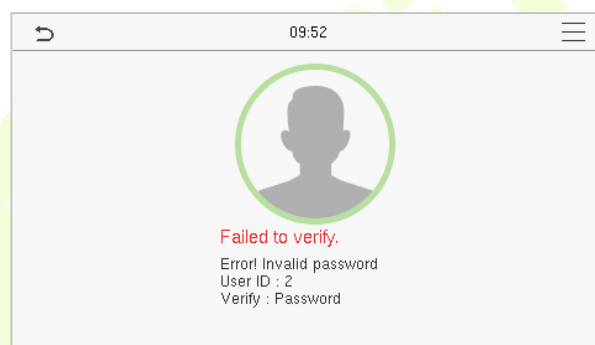 09:52
Failed to verify.
Error! Invalid password
User ID : 2
Verify : Password